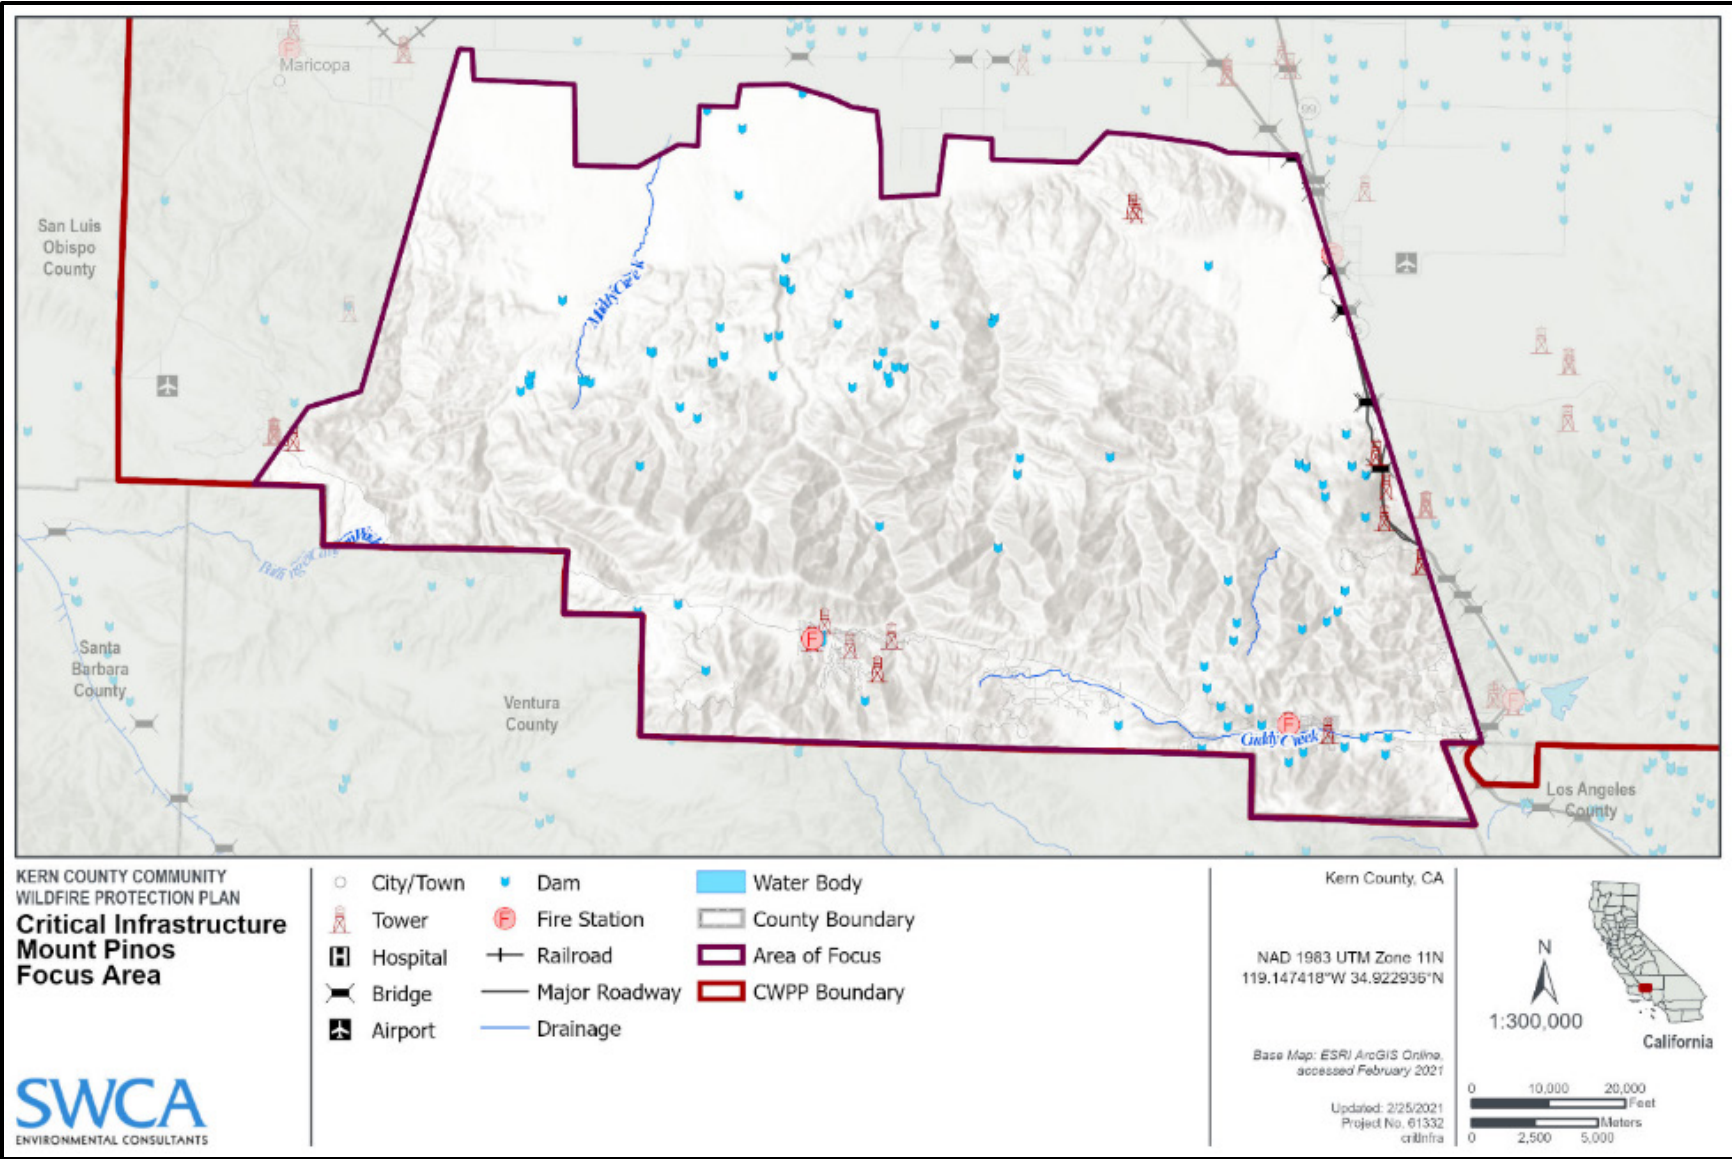 Maricopa
99
San Luis
Obispo
County
Santa
Barbara
County
Ventura
County
Cuddy Creek
Los Angeles
County
KERN COUNTY COMMUNITY
WILDFIRE PROTECTION PLAN
Critical Infrastructure
Mount Pinos
Focus Area
SWCA
ENVIRONMENTAL CONSULTANTS
City/Town
Tower
Hospital
Bridge
Airport
Dam
Fire Station
Railroad
Major Roadway
Drainage
Water Body
County Boundary
Area of Focus
CWPP Boundary
Kern County, CA
NAD 1983 UTM Zone 11N
119.147418°W 34.922936°N
Base Map: ESRI ArcGIS Online,
accessed February 2021
Updated: 2/25/2021
Project No. 61332
critInfra
N
1:300,000
California
0 10,000 20,000
Feet
Meters
0 2,500 5,000